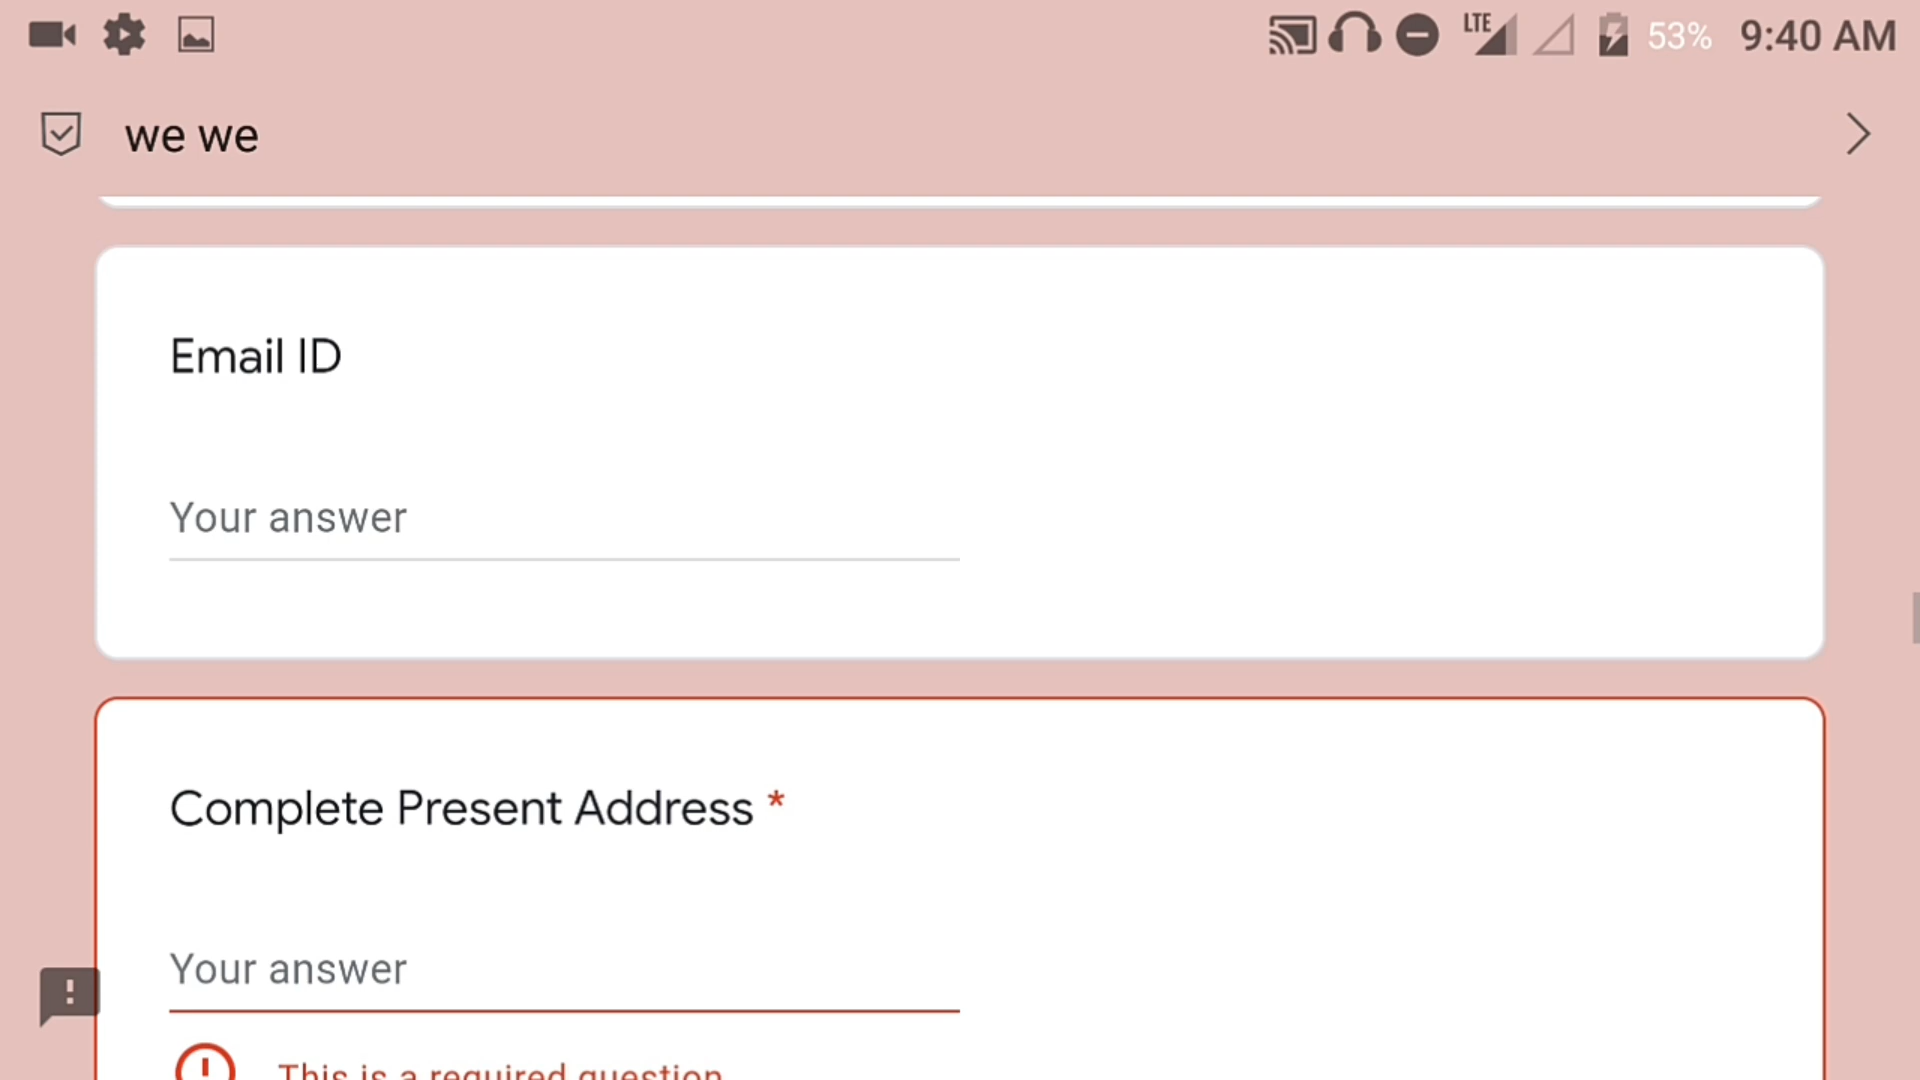 LTE 53% 9:40 AM
we we
Email ID
Your answer
Complete Present Address *
Your answer
This is a required question